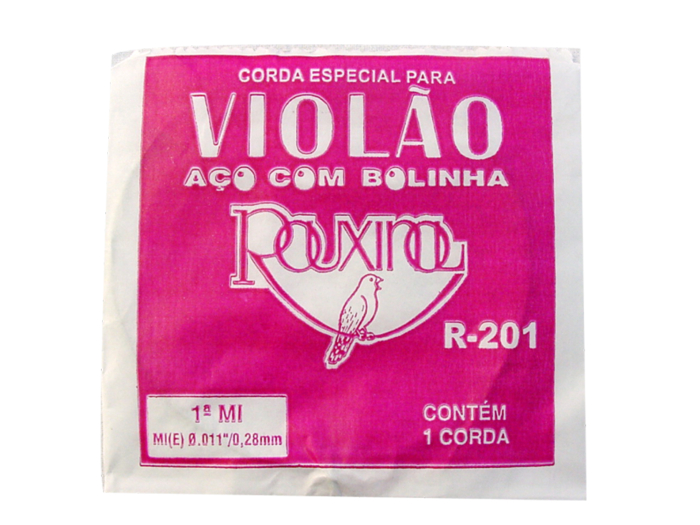 CORDA ESPECIAL PARA
VIOLÃO
AÇO COM BOLINHA
ROUXINOL
R-201
1ª MI
MI(E) Ø.011"/0,28mm
CONTÉM
1 CORDA